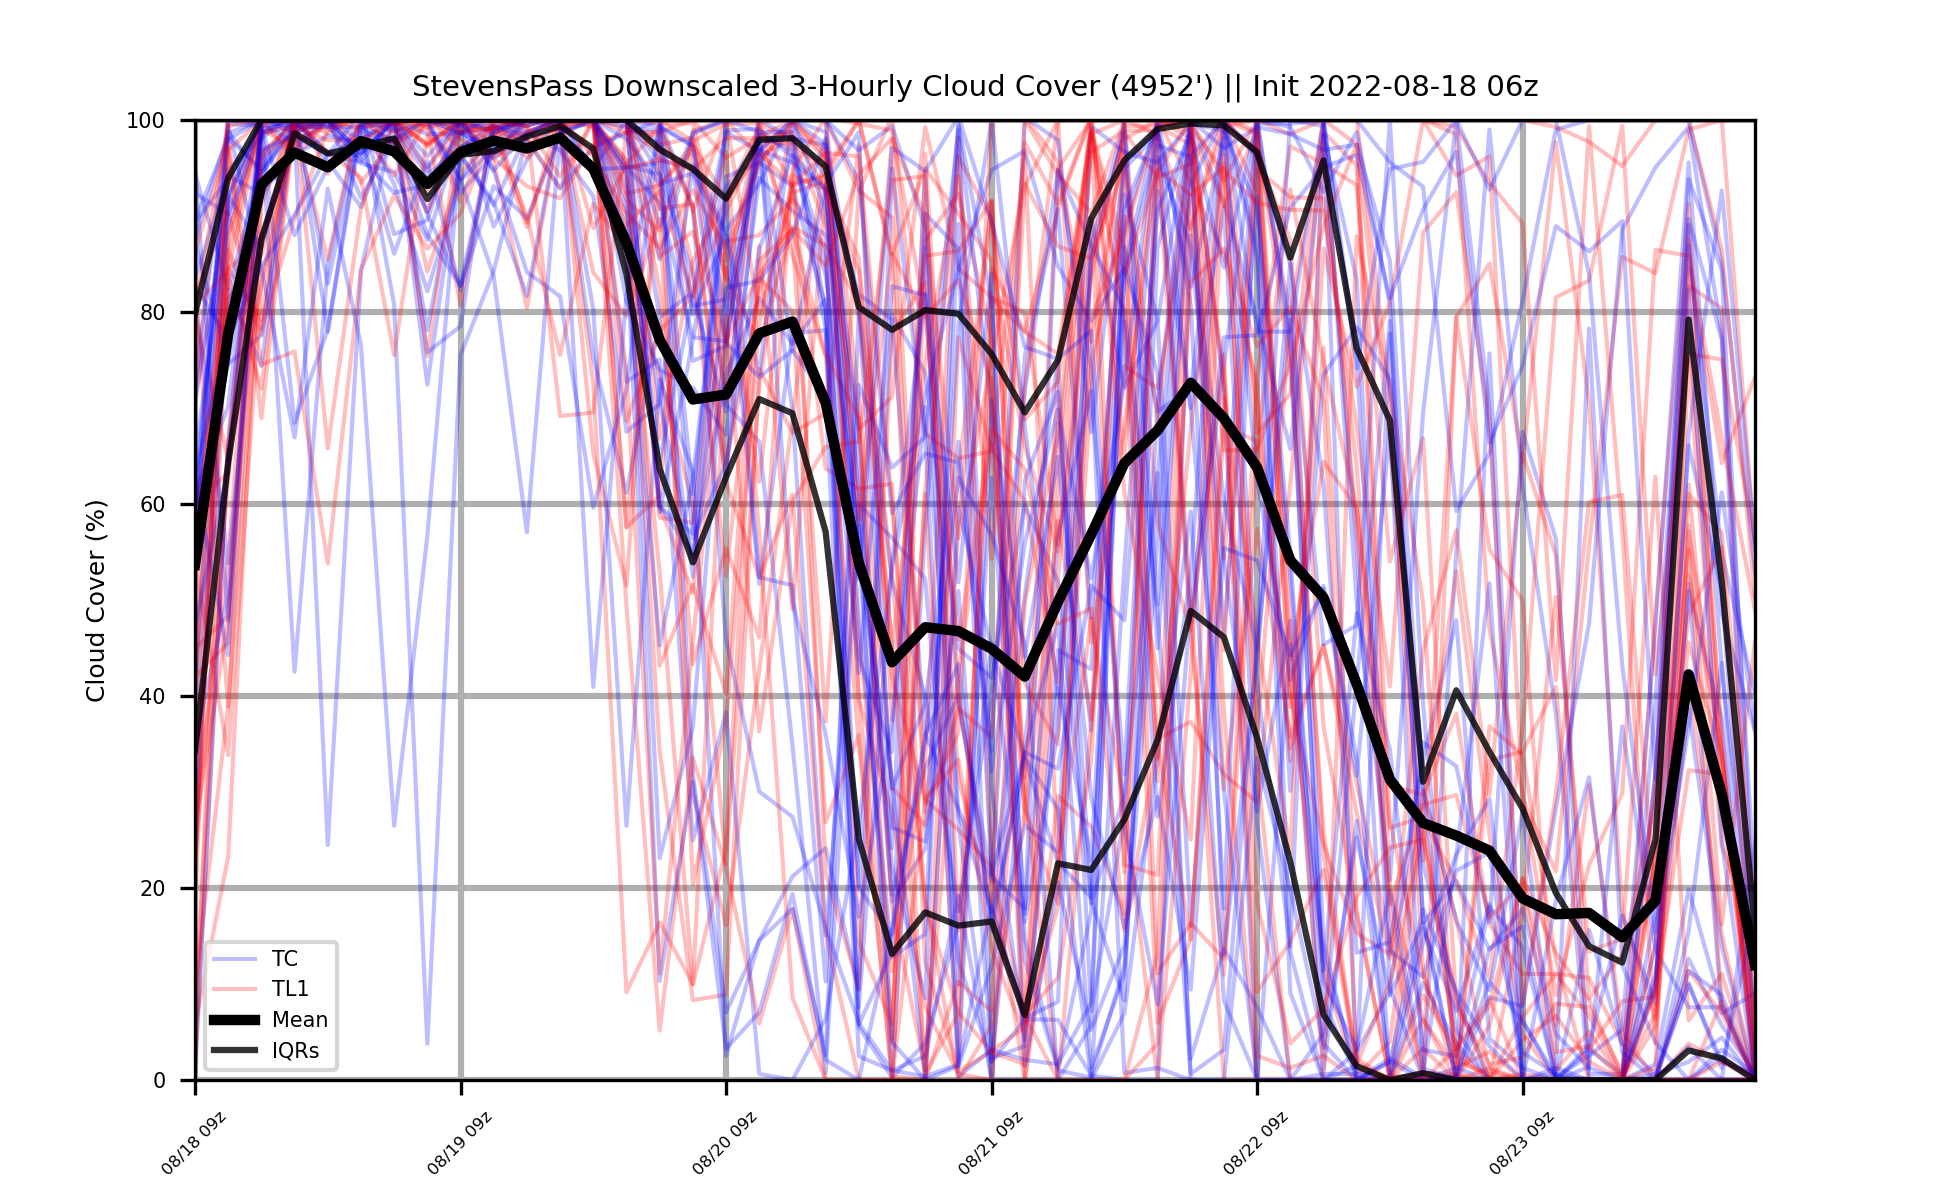 StevensPass Downscaled 3-Hourly Cloud Cover (4952') || Init 2022-08-18 06z
Cloud Cover (%)
100
80
60
40
20
0
TC
TL1
Mean
IQRs
08/18 09z
08/19 09z
08/20 09z
08/21 09z
08/22 09z
08/23 09z